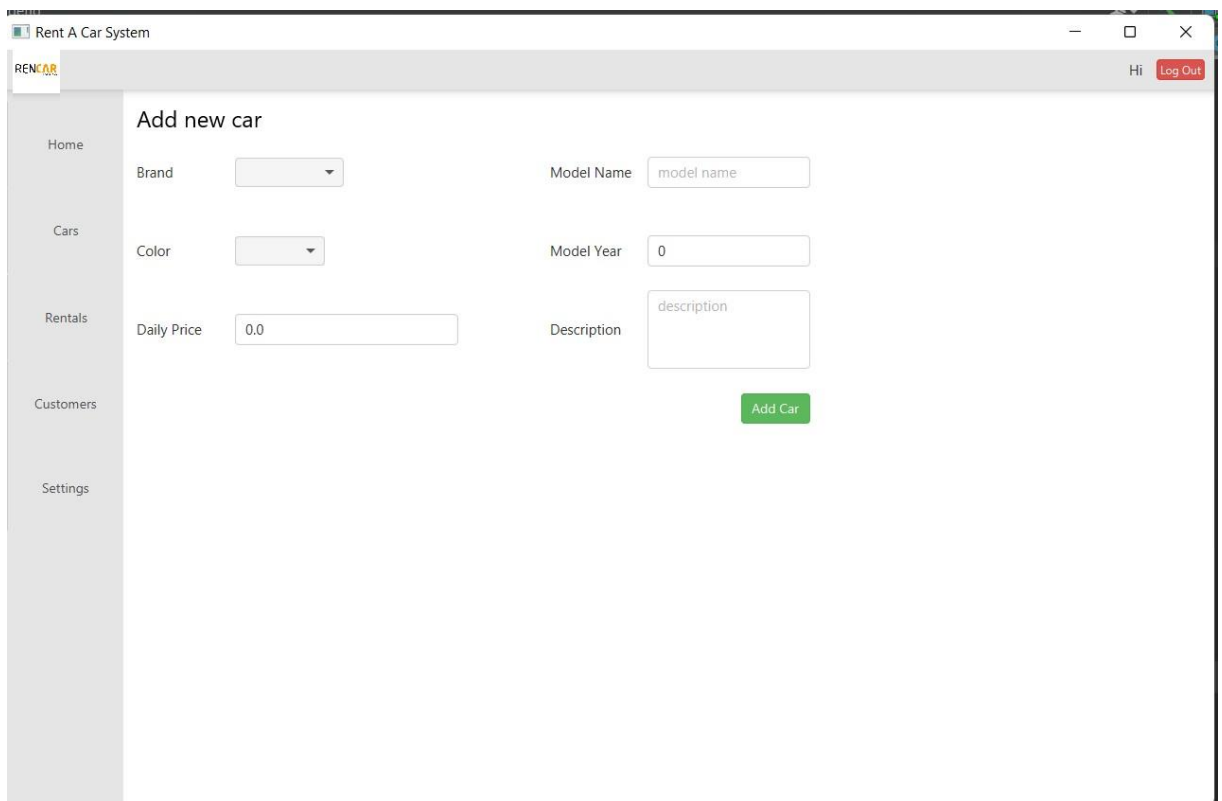 Rent A Car System
RENCAR
Hi Log Out
Home
Cars
Rentals
Customers
Settings
Add new car
Brand
Model Name model name
Color
Model Year 0
Daily Price 0.0
Description description
Add Car